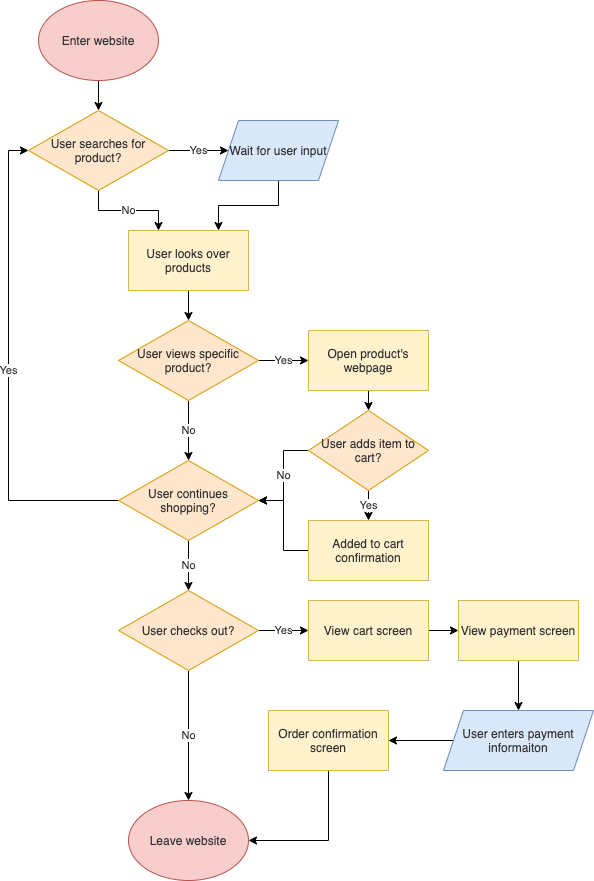 Enter website
User searches for
product?
Yes
Wait for user input
No
User looks over
products
User views specific
product?
Yes
Open product's
webpage
Yes
No
User adds item to
cart?
No
Yes
User continues
shopping?
Added to cart
confirmation
No
User checks out?
Yes
View cart screen
View payment screen
No
Order confirmation
screen
User enters payment
informaiton
Leave website